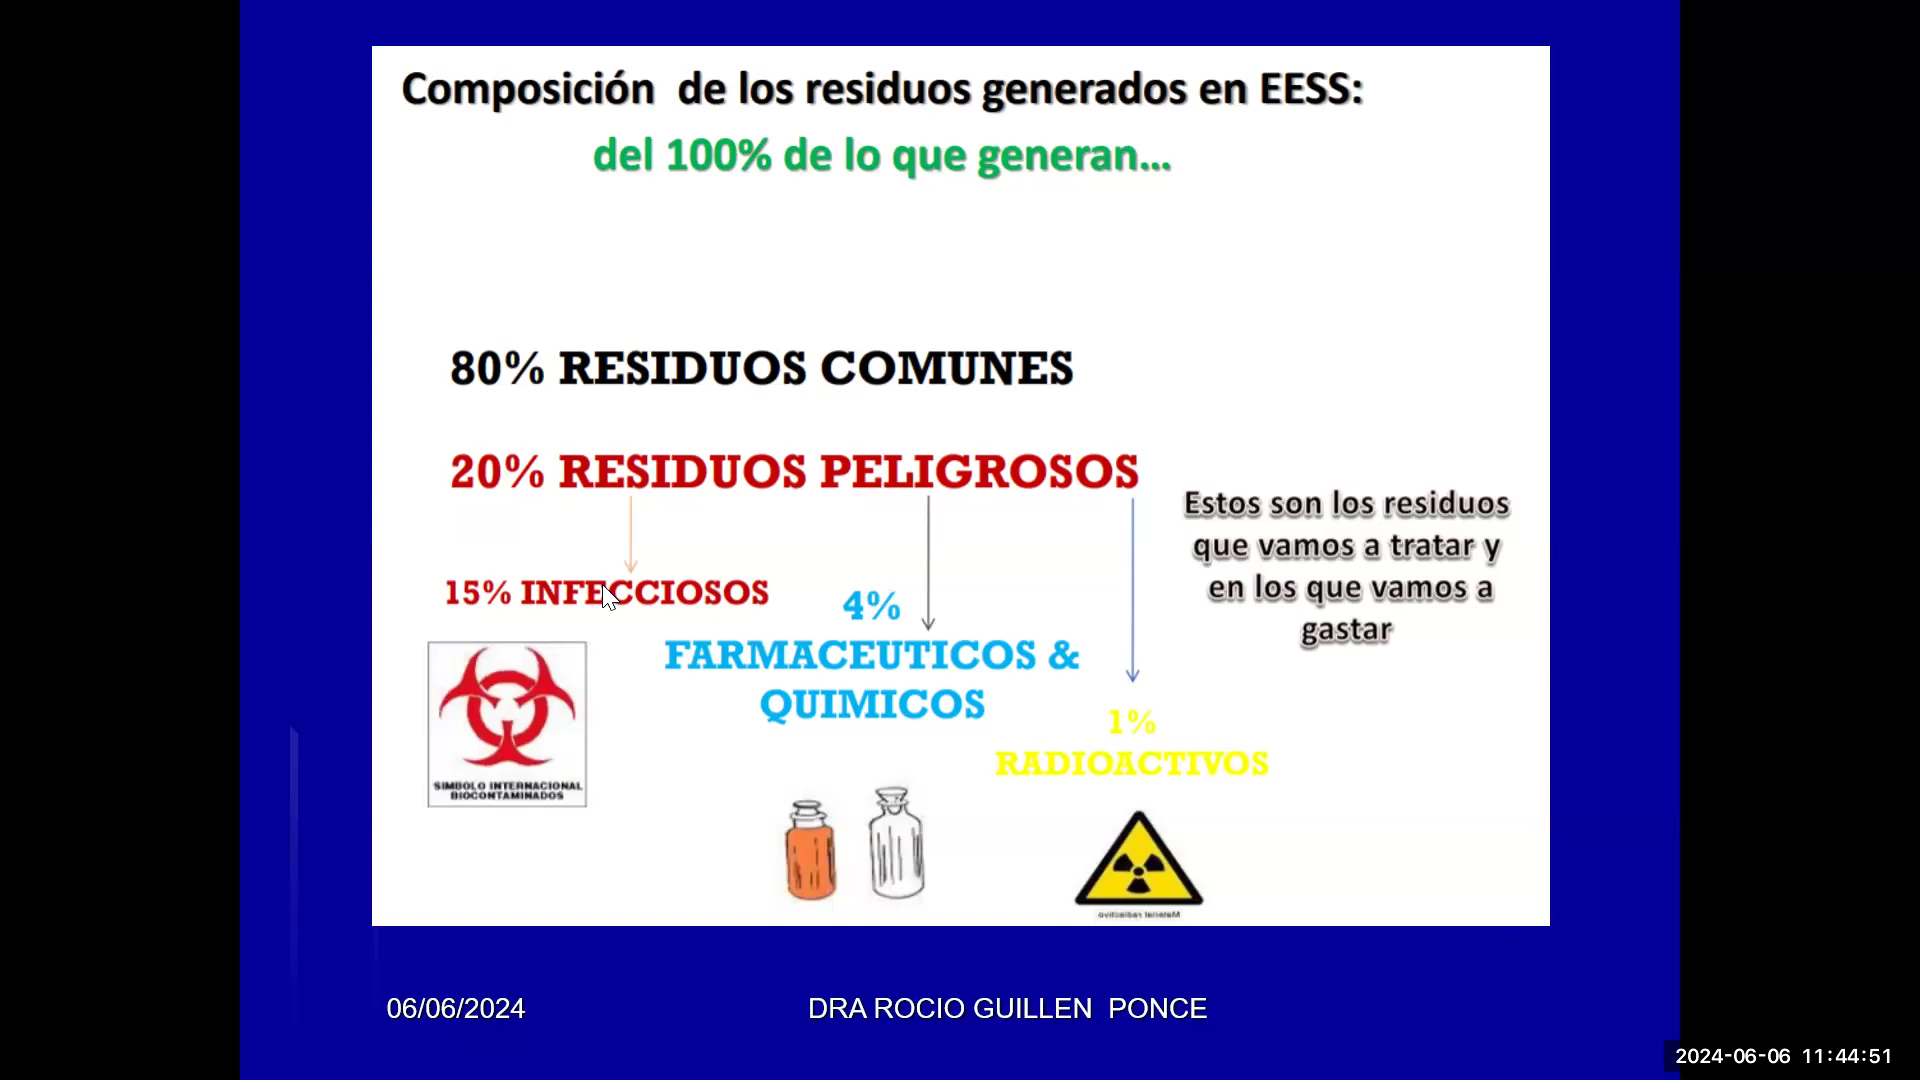 Composición de los residuos generados en EESS:
del 100% de lo que generan...
80% RESIDUOS COMUNES
20% RESIDUOS PELIGROSOS
Estos son los residuos
que vamos a tratar y
en los que vamos a
gastar
15% INFECCIOSOS
4%
FARMACEUTICOS &
QUIMICOS
1%
RADIOACTIVOS
SIMBOLO INTERNACIONAL
BIOCONTAMINADOS
Material radioactivo
06/06/2024
DRA ROCIO GUILLEN PONCE
2024-06-06 11:44:51